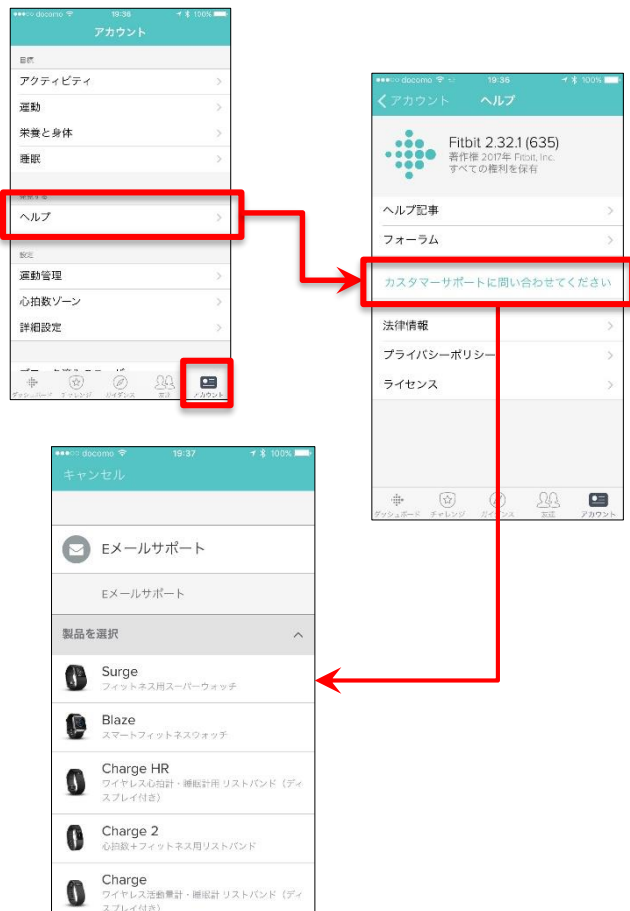 docomo 19:36 100%
アカウント
目標
アクティビティ
運動
栄養と身体
睡眠
ヘルプ
設定
運動管理
心拍数ゾーン
詳細設定
ダッシュボード チャレンジ ガイダンス 友達 アカウント
docomo 19:36 100%
アカウント ヘルプ
Fitbit 2.32.1 (635)
著作権 2017年 Fitbit, Inc.
すべての権利を保有
ヘルプ記事
フォーラム
カスタマーサポートに問い合わせてください
法律情報
プライバシーポリシー
ライセンス
ダッシュボード チャレンジ ガイダンス 友達 アカウント
docomo 19:37 100%
キャンセル
Eメールサポート
Eメールサポート
製品を選択
Surge
フィットネス用スーパーウォッチ
Blaze
スマートフィットネスウォッチ
Charge HR
ワイヤレス心拍計・睡眠計用 リストバンド（ディ
スプレイ付き）
Charge 2
心拍数＋フィットネス用リストバンド
Charge
ワイヤレス活動量計・睡眠計 リストバンド（ディ
スプレイ付き）